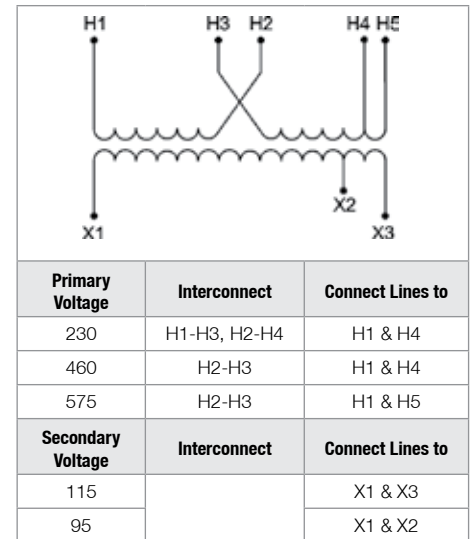 H1 H3 H2 H4 H5
X2
X1 X3
Primary Voltage Interconnect Connect Lines to
230 H1-H3, H2-H4 H1 & H4
460 H2-H3 H1 & H4
575 H2-H3 H1 & H5
Secondary Voltage Interconnect Connect Lines to
115 X1 & X3
95 X1 & X2